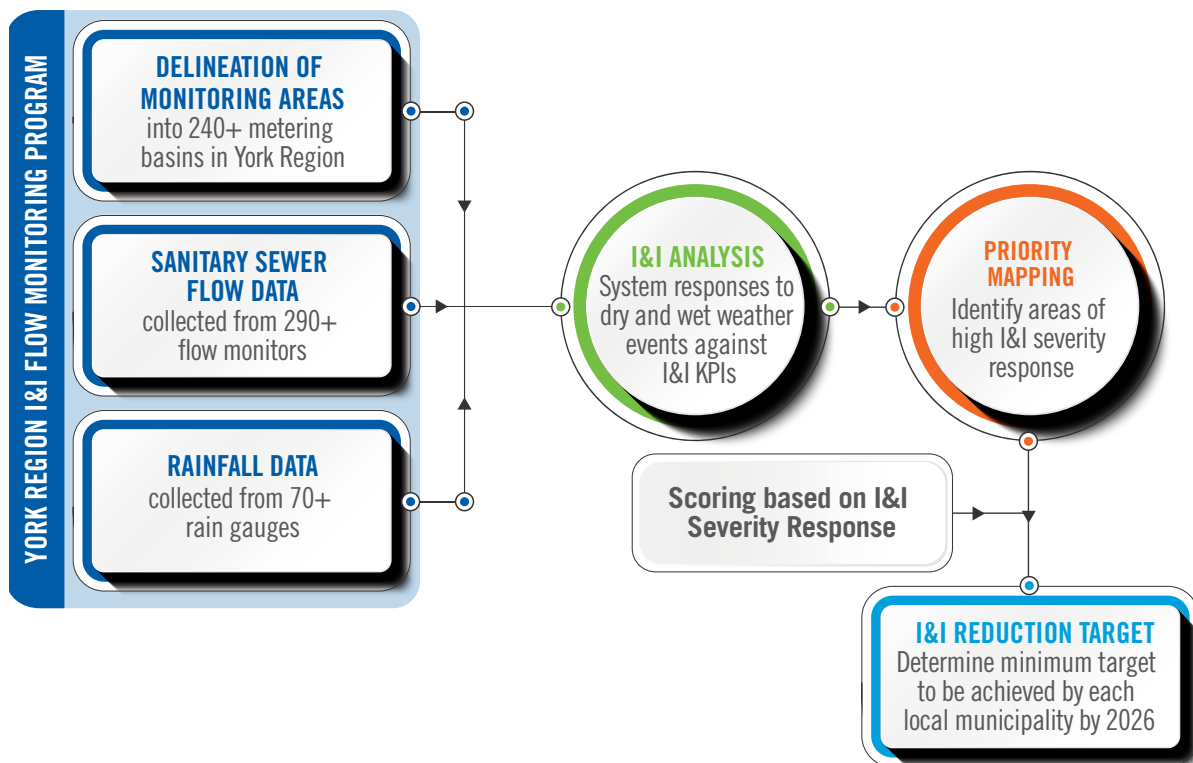 YORK REGION I&I FLOW MONITORING PROGRAM
DELINEATION OF
MONITORING AREAS
into 240+ metering
basins in York Region
SANITARY SEWER
FLOW DATA
collected from 290+
flow monitors
RAINFALL DATA
collected from 70+
rain gauges
I&I ANALYSIS
System responses to
dry and wet weather
events against
I&I KPIs
PRIORITY
MAPPING
Identify areas of
high I&I severity
response
Scoring based on I&I
Severity Response
I&I REDUCTION TARGET
Determine minimum target
to be achieved by each
local municipality by 2026